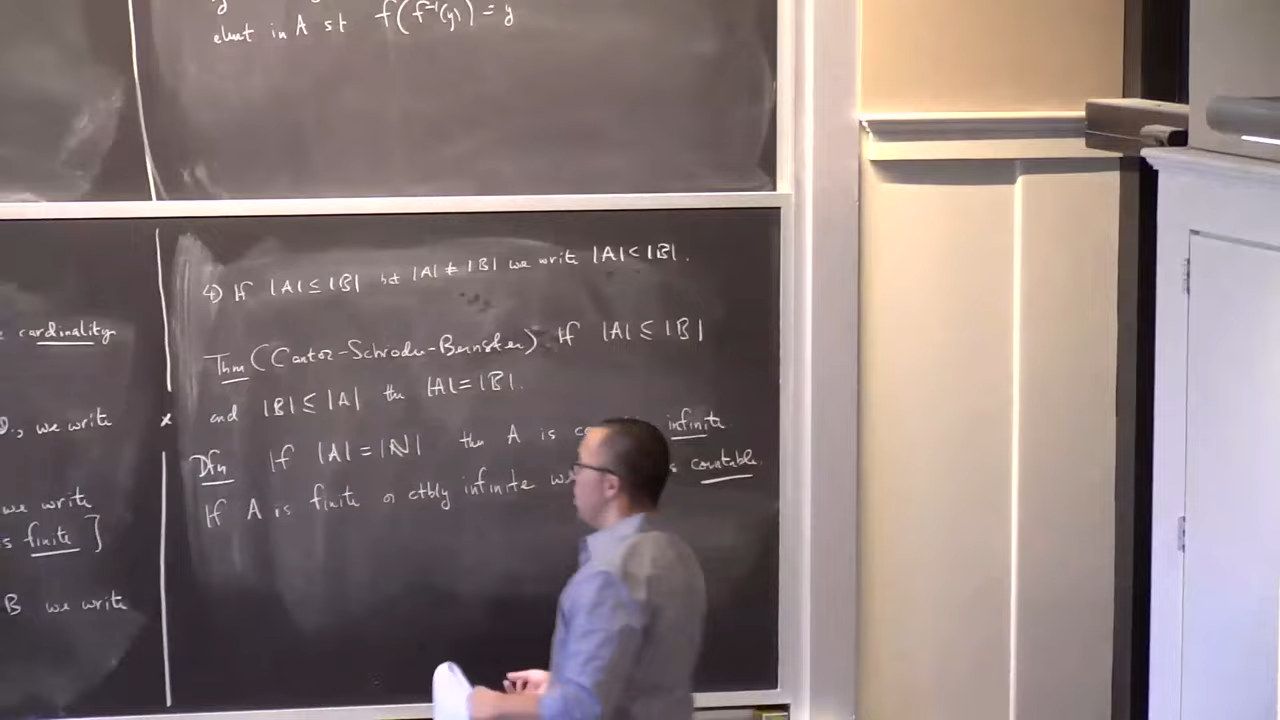 elemt in A st f(f⁻¹(y)) = y
e cardinality
we write
we write
s finite ]
B we write
4) If |A| ≤ |B| but |A| ≠ |B| we write |A| < |B|.
Thm (Cantor-Schroder-Bernstein) If |A| ≤ |B|
and |B| ≤ |A| then |A| = |B|.
Dfn If |A| = |ℕ| then A is infinite.
If A is finite or ctbly infinite countable.